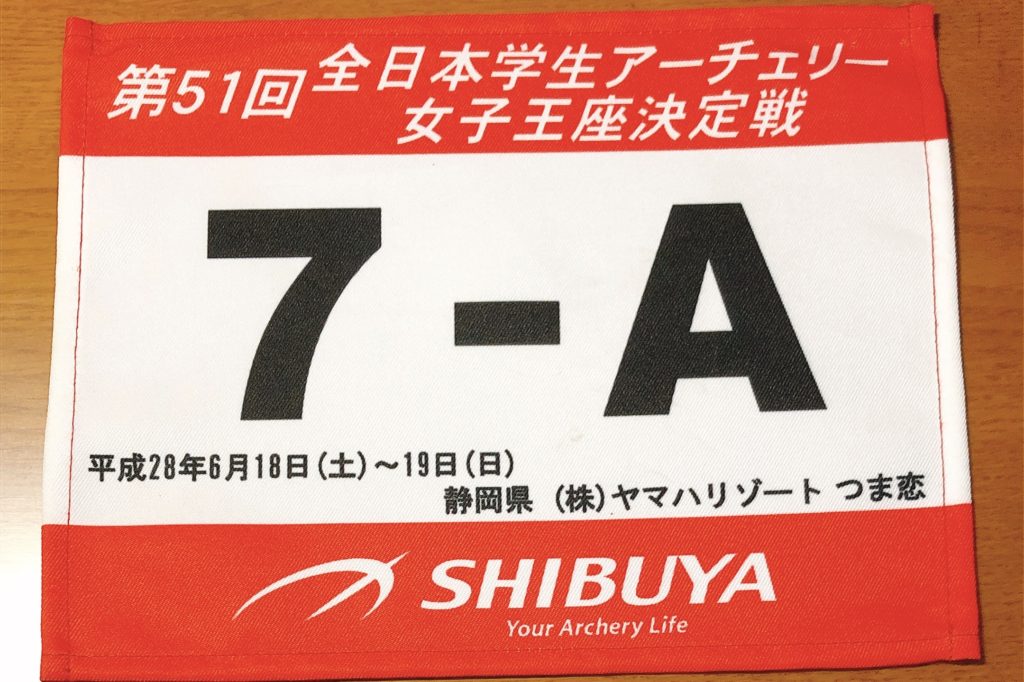 第51回 全日本学生アーチェリー
女子王座決定戦
7-A
平成28年6月18日(土)～19日(日)
静岡県 (株)ヤマハリゾート つま恋
SHIBUYA
Your Archery Life